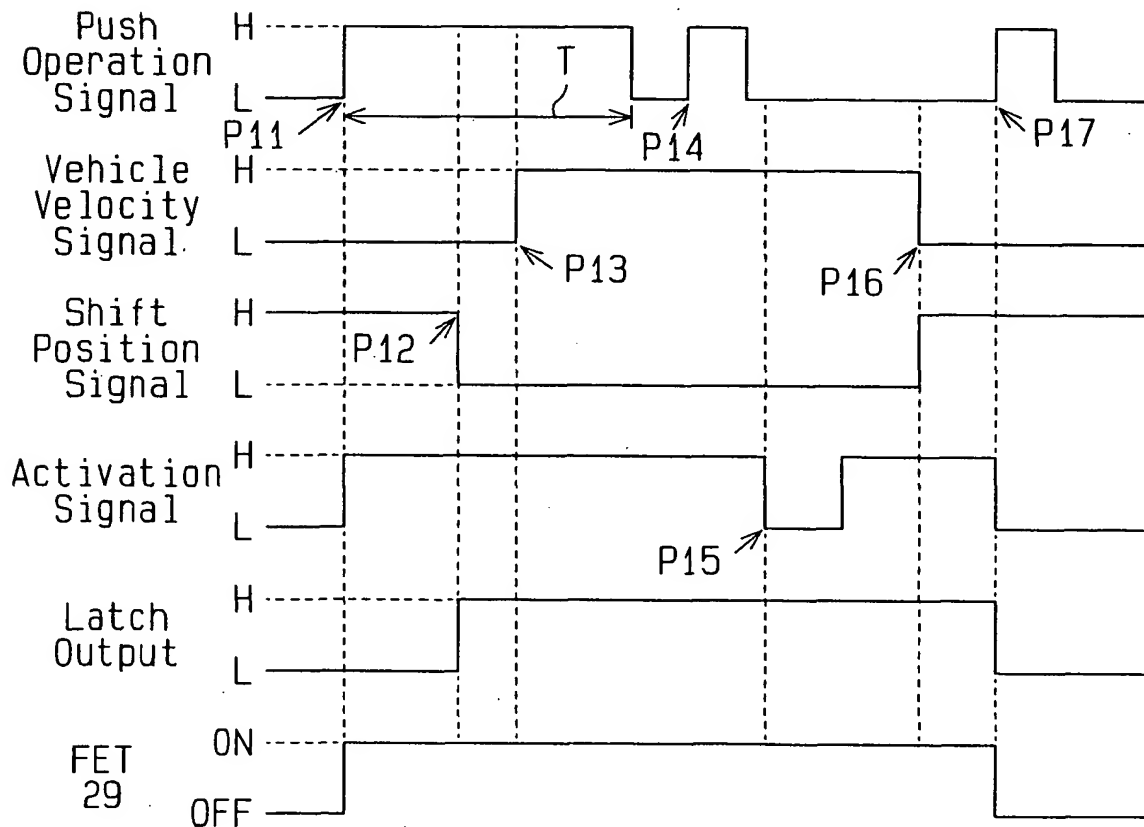 Push
Operation
Signal
H
L
T
P11
P14
P17
Vehicle
Velocity
Signal
H
L
P13
P16
Shift
Position
Signal
H
L
P12
Activation
Signal
H
L
P15
Latch
Output
H
L
FET
29
ON
OFF